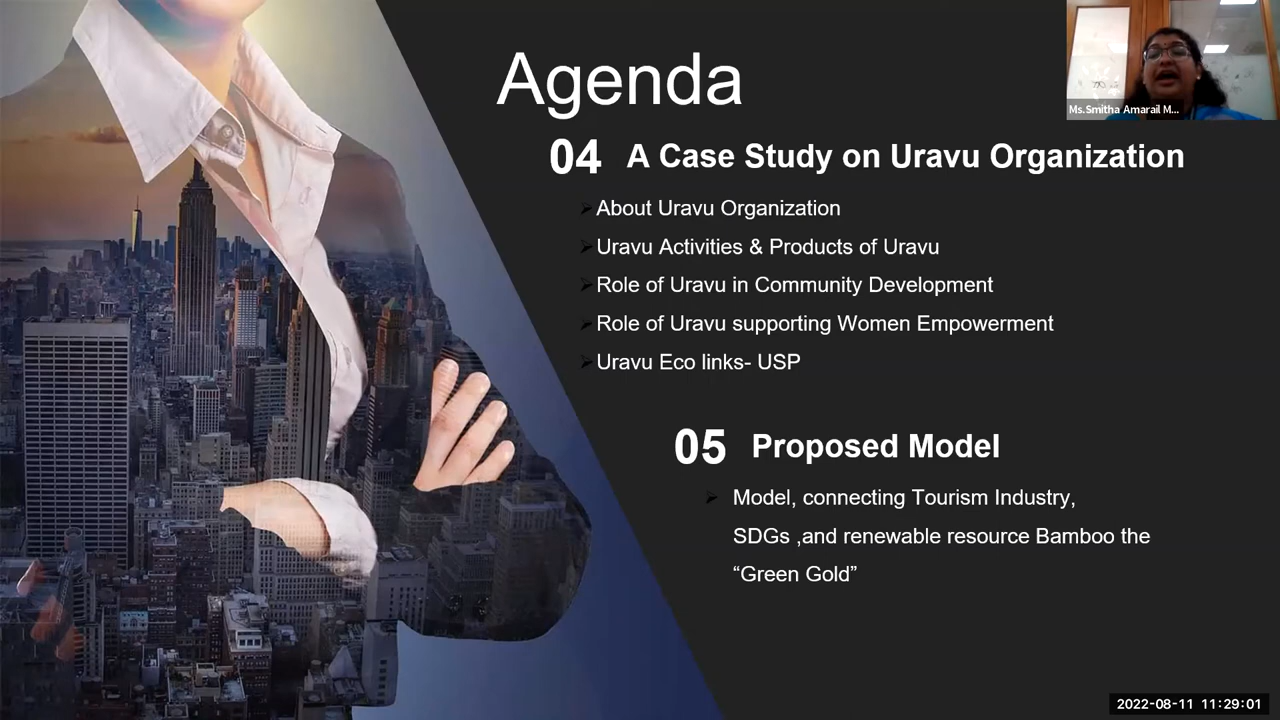 Agenda
Ms.Smitha Amarail M...
04 A Case Study on Uravu Organization
About Uravu Organization
Uravu Activities & Products of Uravu
Role of Uravu in Community Development
Role of Uravu supporting Women Empowerment
Uravu Eco links- USP
05 Proposed Model
Model, connecting Tourism Industry,
SDGs ,and renewable resource Bamboo the
“Green Gold”
2022-08-11 11:29:01